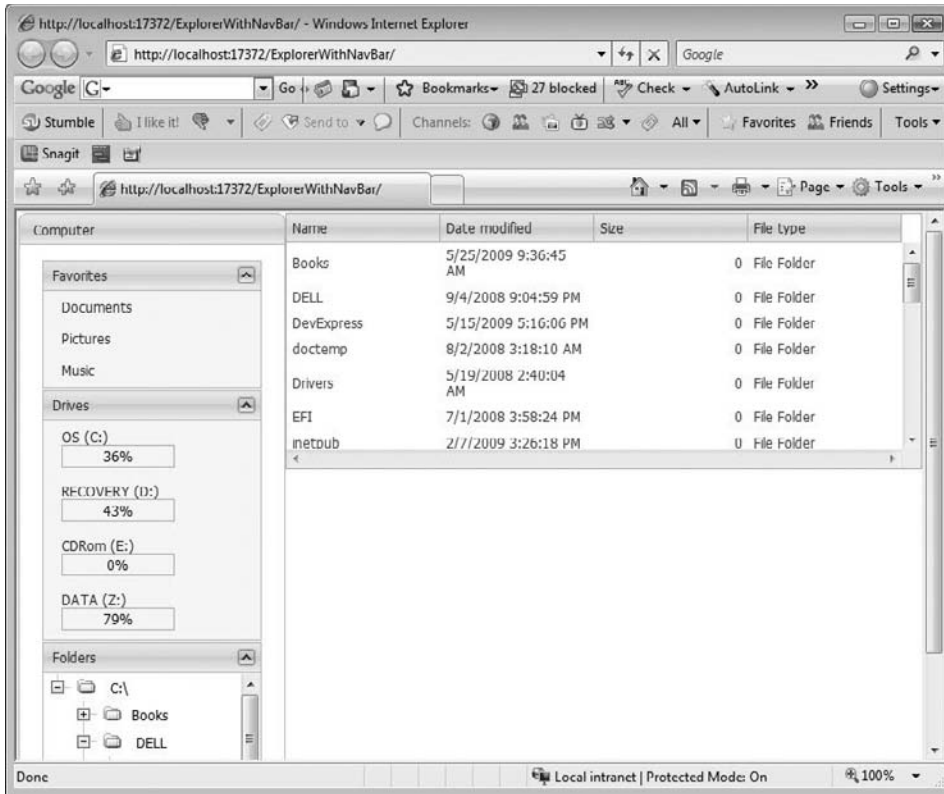 http://localhost:17372/ExplorerWithNavBar/ - Windows Internet Explorer
http://localhost:17372/ExplorerWithNavBar/
Google
Google G
Go
Bookmarks
27 blocked
Check
AutoLink
Settings
Stumble
I like it!
Send to
Channels:
All
Favorites
Friends
Tools
Snagit
http://localhost:17372/ExplorerWithNavBar/
Page
Tools
Computer
Name Date modified Size File type
Favorites
Documents
Pictures
Music
Drives
OS (C:)
36%
RECOVERY (D:)
43%
CDRom (E:)
0%
DATA (Z:)
79%
Folders
C:\
Books
DELL
Books 5/25/2009 9:36:45 AM 0 File Folder
DELL 9/4/2008 9:04:59 PM 0 File Folder
DevExpress 5/15/2009 5:16:06 PM 0 File Folder
doctemp 8/2/2008 3:18:10 AM 0 File Folder
Drivers 5/19/2008 2:40:04 AM 0 File Folder
EFI 7/1/2008 3:58:24 PM 0 File Folder
inetpub 2/7/2009 3:26:18 PM 0 File Folder
Done
Local intranet | Protected Mode: On
100%